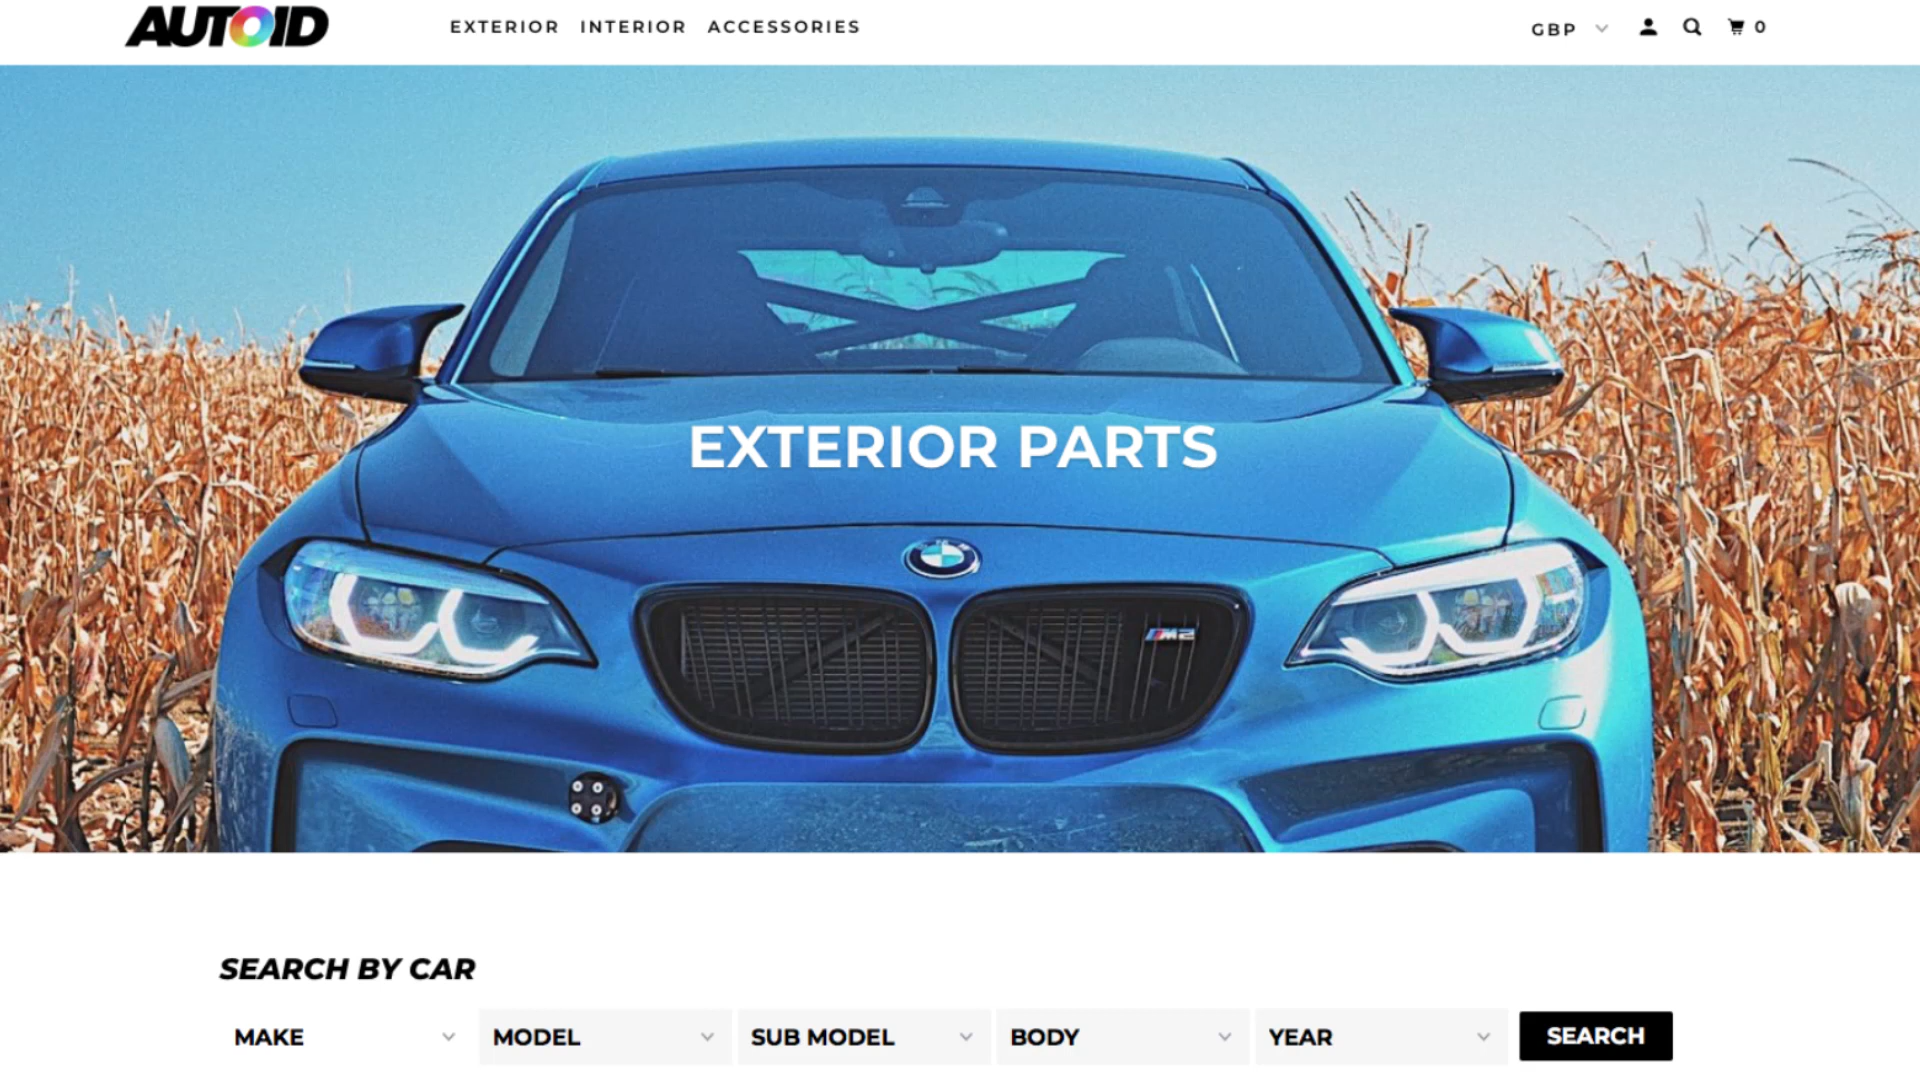 AUTOID
EXTERIOR INTERIOR ACCESSORIES
GBP
0
EXTERIOR PARTS
M2
SEARCH BY CAR
MAKE
MODEL
SUB MODEL
BODY
YEAR
SEARCH